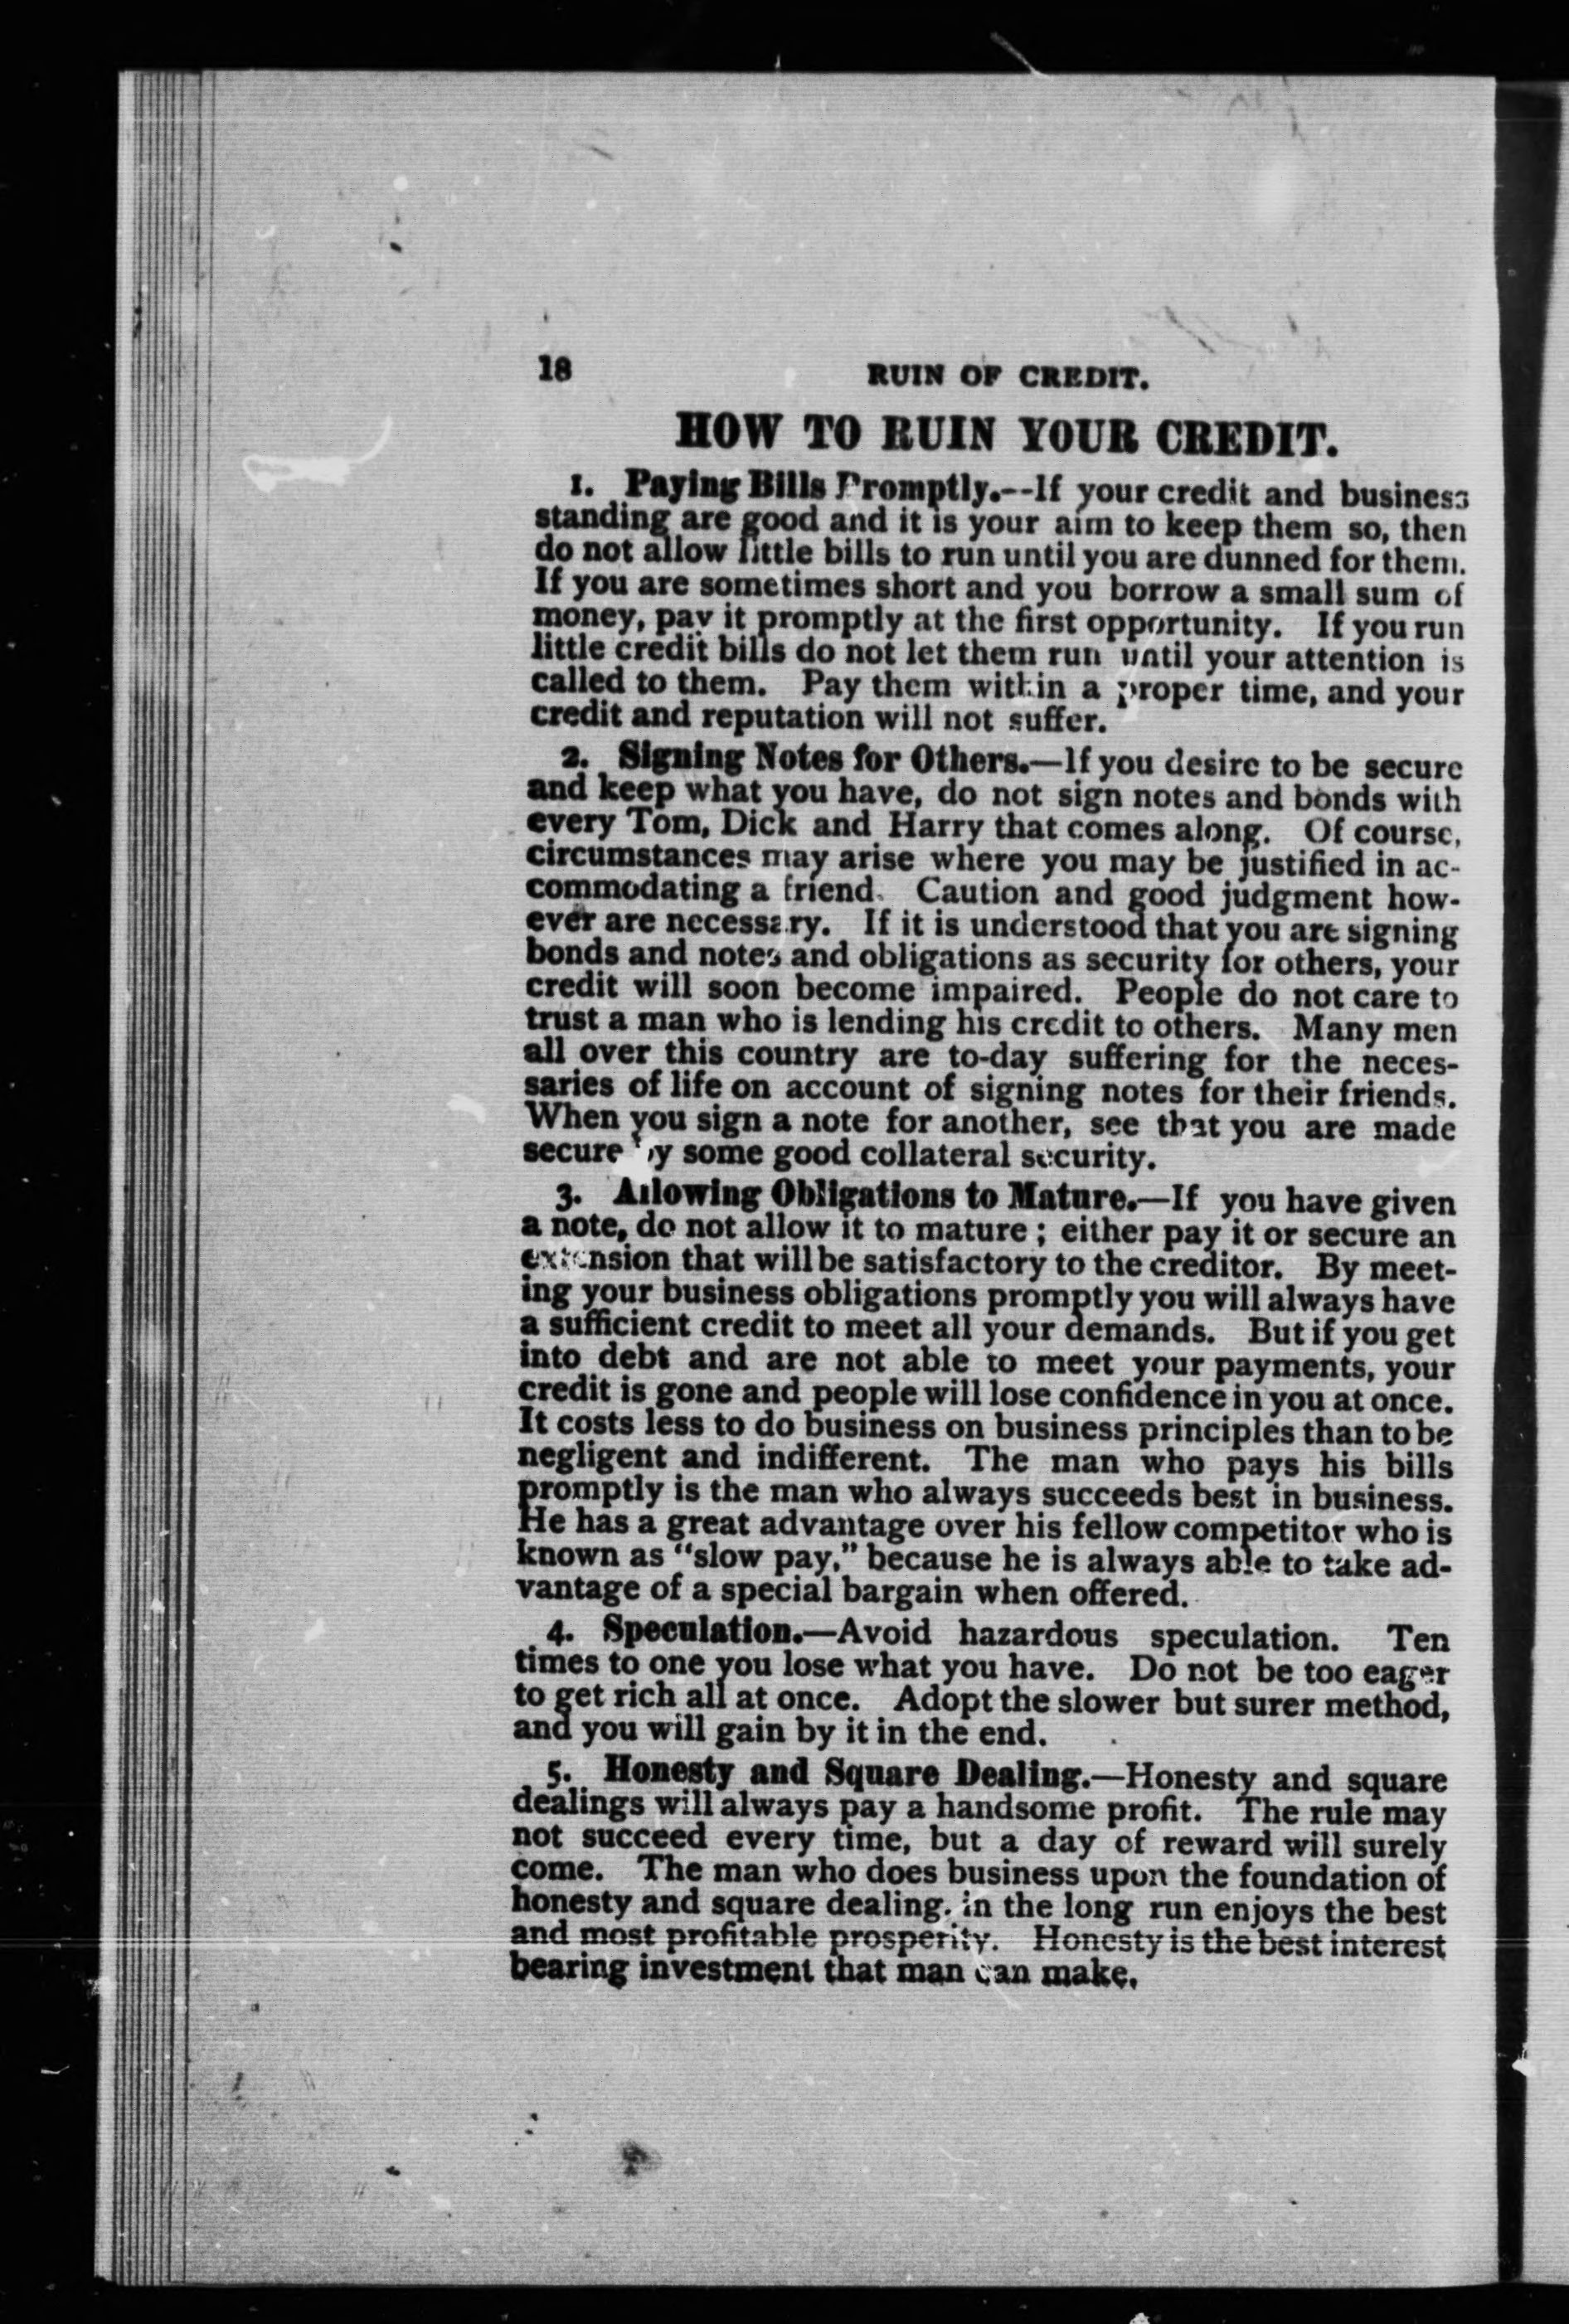 18 RUIN OF CREDIT.
HOW TO RUIN YOUR CREDIT.
1. Paying Bills Promptly.--If your credit and business
standing are good and it is your aim to keep them so, then
do not allow little bills to run until you are dunned for them.
If you are sometimes short and you borrow a small sum of
money, pay it promptly at the first opportunity. If you run
little credit bills do not let them run until your attention is
called to them. Pay them within a proper time, and your
credit and reputation will not suffer.
2. Signing Notes for Others.—If you desire to be secure
and keep what you have, do not sign notes and bonds with
every Tom, Dick and Harry that comes along. Of course,
circumstances may arise where you may be justified in ac-
commodating a friend. Caution and good judgment how-
ever are necessary. If it is understood that you are signing
bonds and notes and obligations as security for others, your
credit will soon become impaired. People do not care to
trust a man who is lending his credit to others. Many men
all over this country are to-day suffering for the neces-
saries of life on account of signing notes for their friends.
When you sign a note for another, see that you are made
secure by some good collateral security.
3. Allowing Obligations to Mature.—If you have given
a note, do not allow it to mature ; either pay it or secure an
extension that will be satisfactory to the creditor. By meet-
ing your business obligations promptly you will always have
a sufficient credit to meet all your demands. But if you get
into debt and are not able to meet your payments, your
credit is gone and people will lose confidence in you at once.
It costs less to do business on business principles than to be
negligent and indifferent. The man who pays his bills
promptly is the man who always succeeds best in business.
He has a great advantage over his fellow competitor who is
known as "slow pay," because he is always able to take ad-
vantage of a special bargain when offered.
4. Speculation.—Avoid hazardous speculation. Ten
times to one you lose what you have. Do not be too eager
to get rich all at once. Adopt the slower but surer method,
and you will gain by it in the end.
5. Honesty and Square Dealing.—Honesty and square
dealings will always pay a handsome profit. The rule may
not succeed every time, but a day of reward will surely
come. The man who does business upon the foundation of
honesty and square dealing, in the long run enjoys the best
and most profitable prosperity. Honesty is the best interest
bearing investment that man can make.